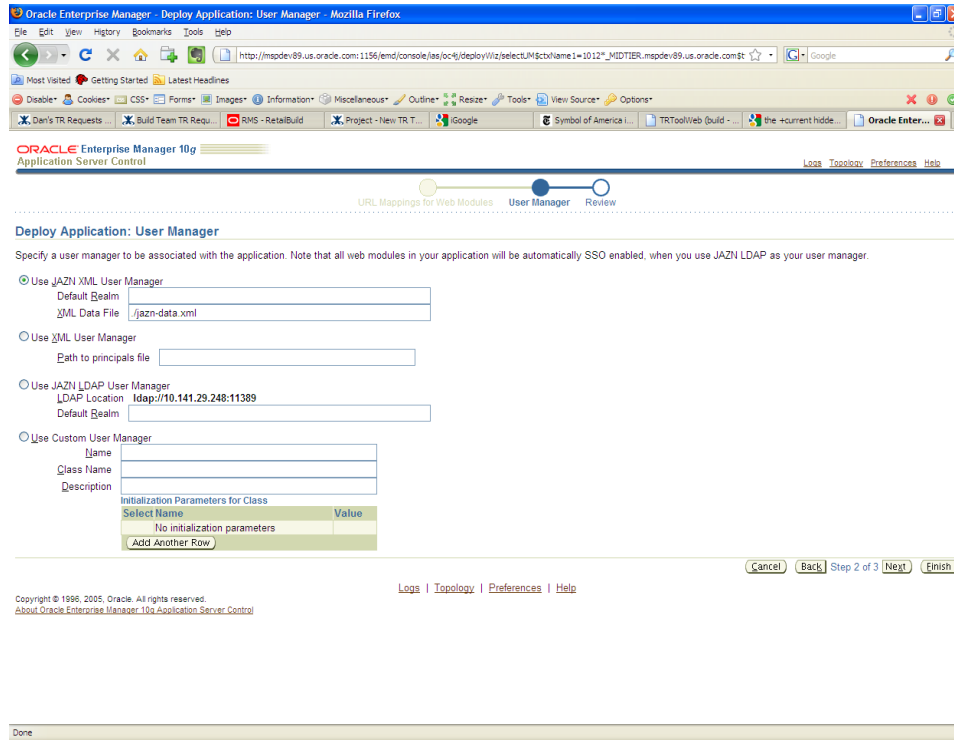 Oracle Enterprise Manager - Deploy Application: User Manager - Mozilla Firefox
File Edit View History Bookmarks Tools Help
http://mspdev89.us.oracle.com:1156/emd/console/ias/oc4j/deployWiz/selectUM$ctxName1=1012*_MIDTIER.mspdev89.us.oracle.com$t
G Google
Most Visited Getting Started Latest Headlines
Disable Cookies CSS Forms Images Information Miscellaneous Outline Resize Tools View Source Options
Dan's TR Requests ... Build Team TR Requ... RMS - RetailBuild Project - New TR T... iGoogle Symbol of America i... TRToolWeb (build - ... the +current hidde... Oracle Enter...
ORACLE Enterprise Manager 10g
Application Server Control
Logs Topology Preferences Help
URL Mappings for Web Modules User Manager Review
Deploy Application: User Manager
Specify a user manager to be associated with the application. Note that all web modules in your application will be automatically SSO enabled, when you use JAZN LDAP as your user manager.
Use JAZN XML User Manager
Default Realm
XML Data File ./jazn-data.xml
Use XML User Manager
Path to principals file
Use JAZN LDAP User Manager
LDAP Location ldap://10.141.29.248:11389
Default Realm
Use Custom User Manager
Name
Class Name
Description
Initialization Parameters for Class
Select Name Value
No initialization parameters
Add Another Row
Cancel Back Step 2 of 3 Next Finish
Logs | Topology | Preferences | Help
Copyright © 1996, 2005, Oracle. All rights reserved.
About Oracle Enterprise Manager 10g Application Server Control
Done